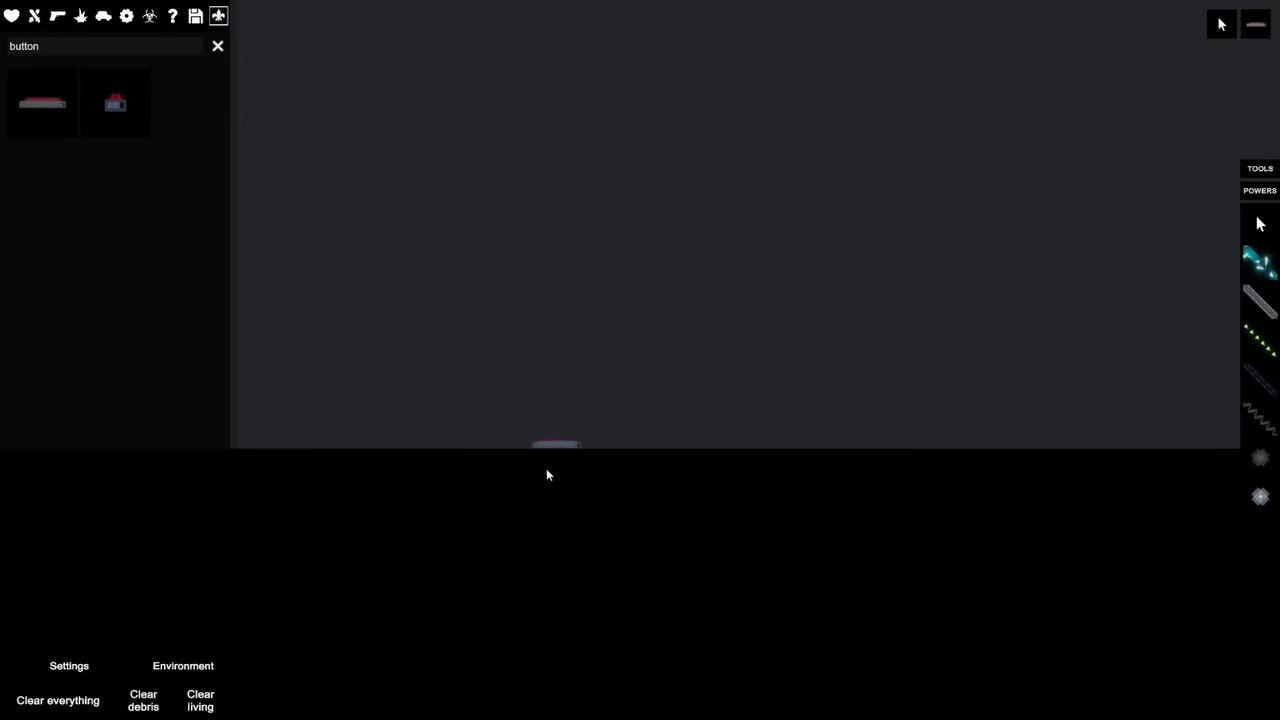 button
TOOLS
POWERS
Settings
Environment
Clear everything
Clear
debris
Clear
living